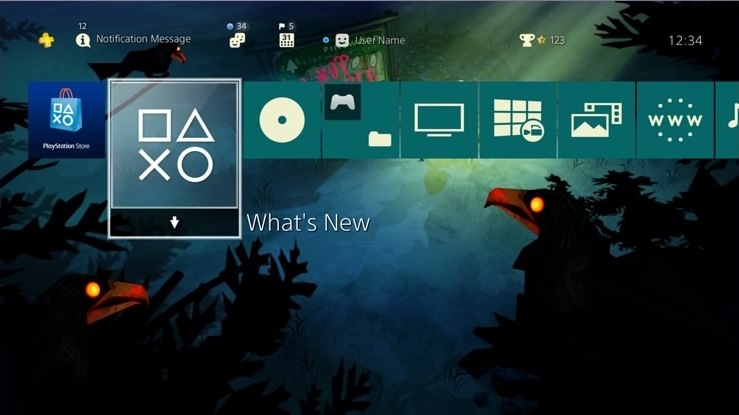 12
34
5
Notification Message
31
User Name
123
12:34
PlayStation Store
WWW
What's New